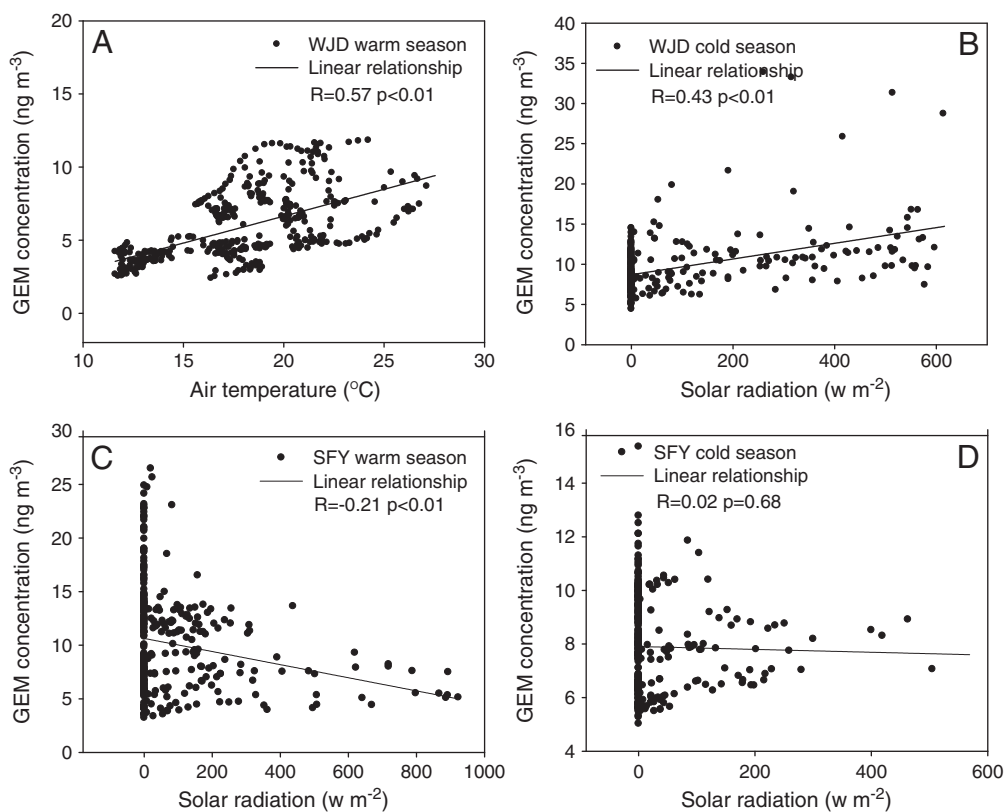 A
WJD warm season
Linear relationship
R=0.57 p<0.01
GEM concentration (ng m-3)
20
15
10
5
0
10 15 20 25 30
Air temperature (°C)
B
WJD cold season
Linear relationship
R=0.43 p<0.01
GEM concentration (ng m-3)
40
35
30
25
20
15
10
5
0
0 200 400 600
Solar radiation (w m-2)
C
SFY warm season
Linear relationship
R=-0.21 p<0.01
GEM concentration (ng m-3)
30
25
20
15
10
5
0
0 200 400 600 800 1000
Solar radiation (w m-2)
D
SFY cold season
Linear relationship
R=0.02 p=0.68
GEM concentration (ng m-3)
16
14
12
10
8
6
4
0 200 400 600
Solar radiation (w m-2)